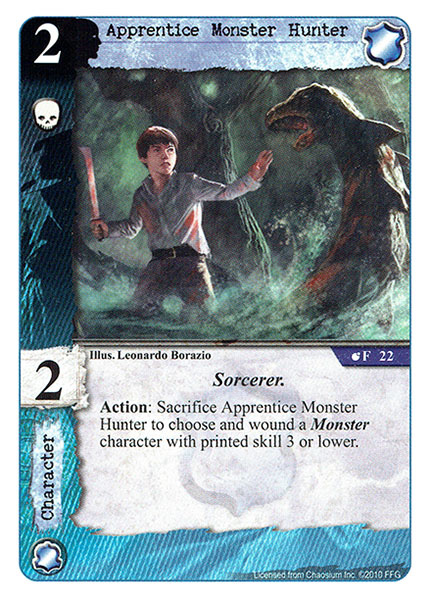 2
Apprentice Monster Hunter
Illus. Leonardo Borazio
F 22
2
Sorcerer.
Action: Sacrifice Apprentice Monster
Hunter to choose and wound a Monster
character with printed skill 3 or lower.
Character
Licensed from Chaosium Inc. ©2010 FFG